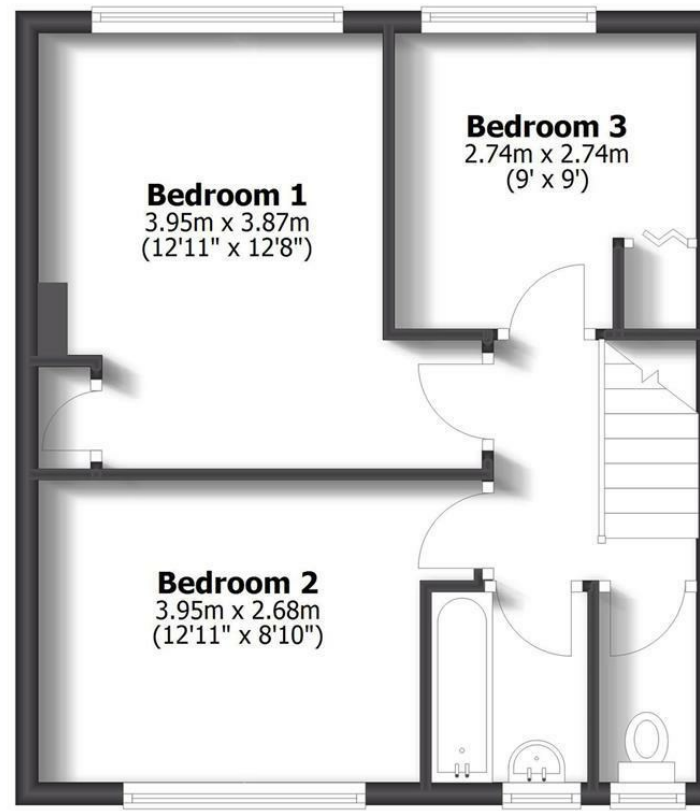 Bedroom 3
2.74m x 2.74m
(9' x 9')
Bedroom 1
3.95m x 3.87m
(12'11" x 12'8")
Bedroom 2
3.95m x 2.68m
(12'11" x 8'10")